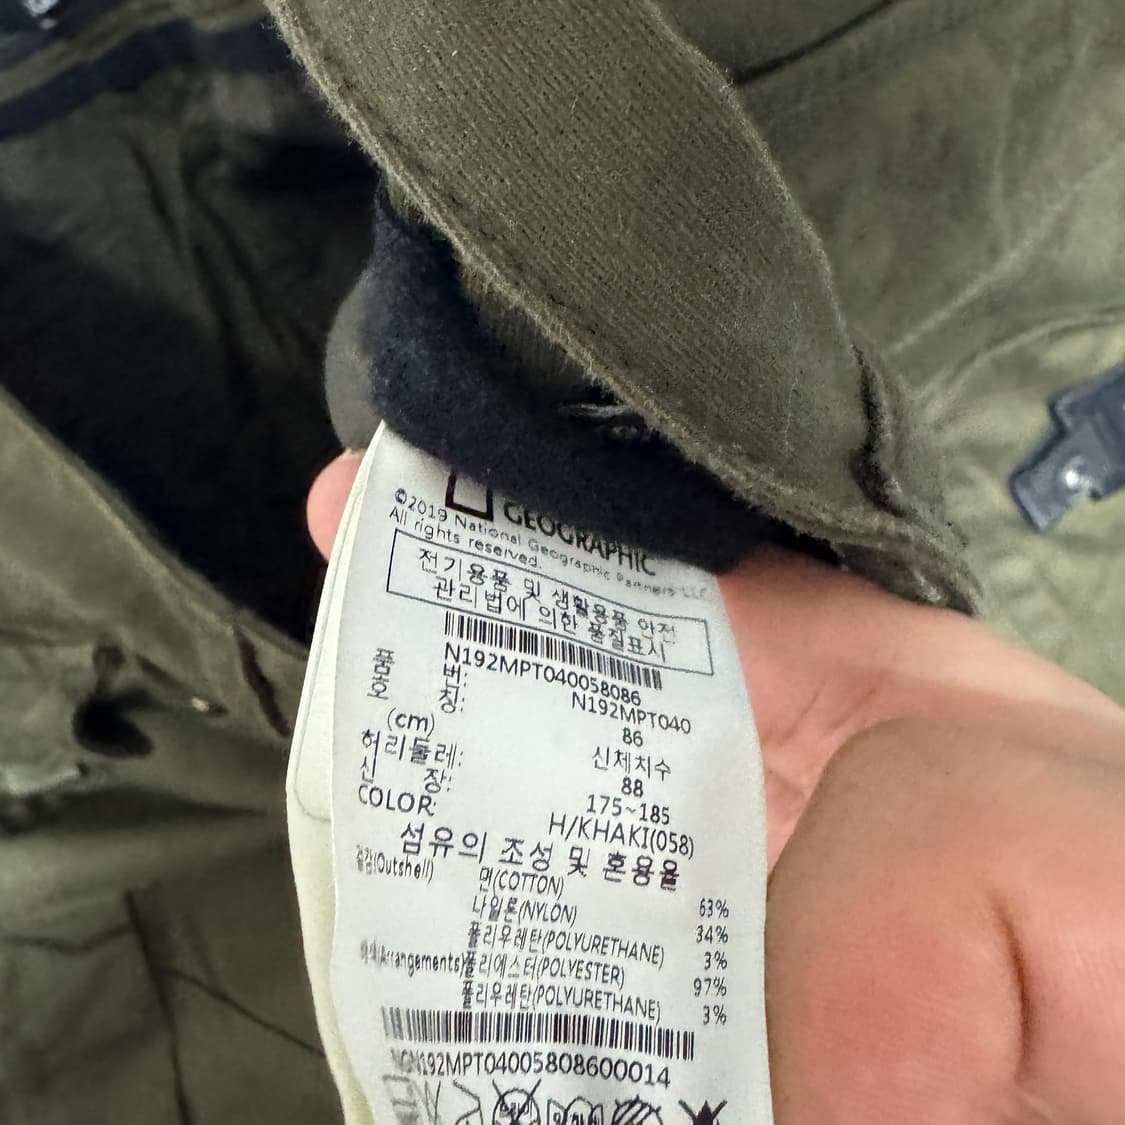 GEOGRAPHIC
©2019 National Geographic Partners LLC
All rights reserved.
전기용품 및 생활용품 안전
관리법에 의한 품질표시
N192MPT040058086
품 번: N192MPT040
호 칭: 86
(cm) 신체치수
허리둘레: 88
신 장: 175~185
COLOR: H/KHAKI(058)
섬유의 조성 및 혼용율
겉감(Outshell) 면(COTTON) 63%
나일론(NYLON) 34%
폴리우레탄(POLYURETHANE) 3%
배색(Arrangements) 폴리에스터(POLYESTER) 97%
폴리우레탄(POLYURETHANE) 3%
N192MPT04005808600014